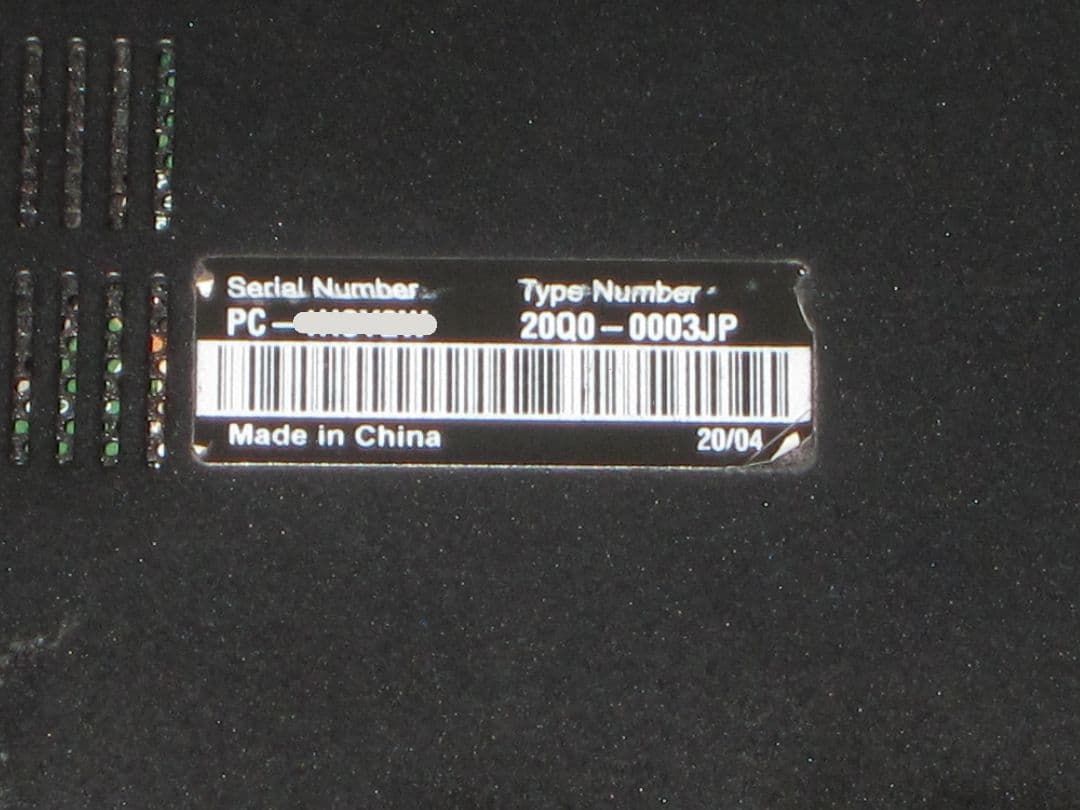 Serial Number Type Number
PC- 20Q0-0003JP
Made in China 20/04